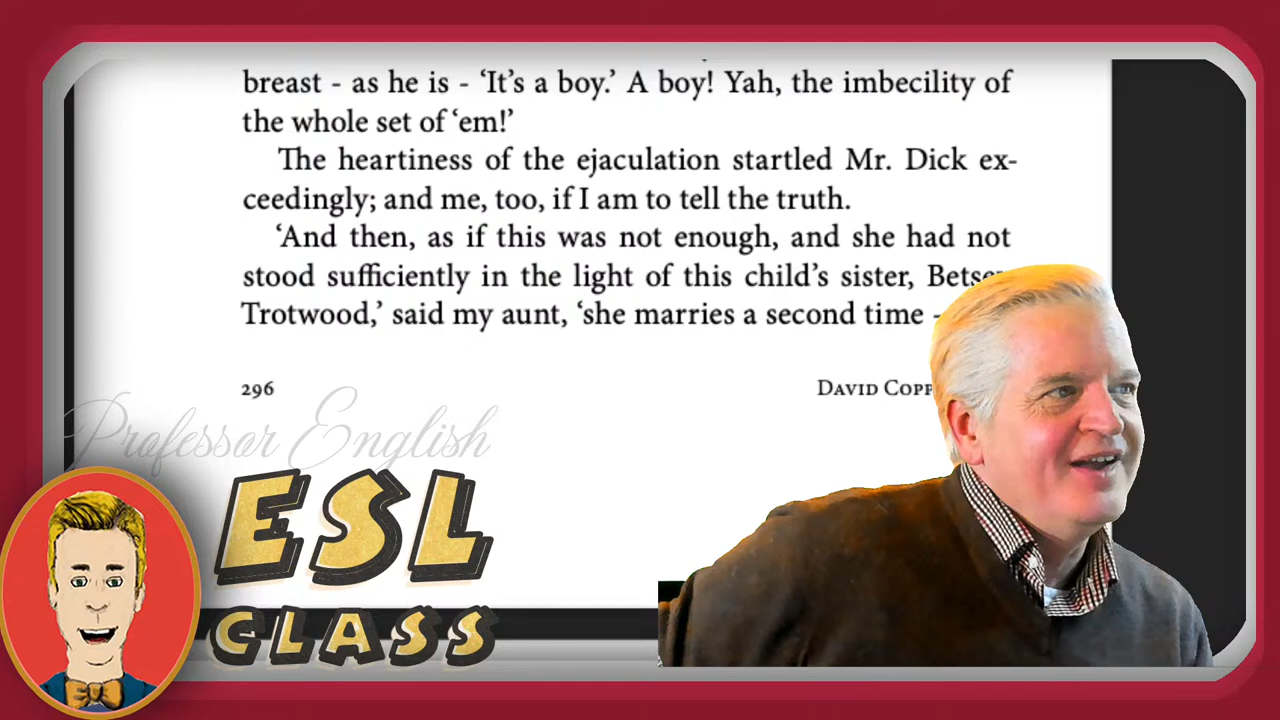 breast - as he is - ‘It’s a boy.’ A boy! Yah, the imbecility of
the whole set of ‘em!’
The heartiness of the ejaculation startled Mr. Dick ex-
ceedingly; and me, too, if I am to tell the truth.
‘And then, as if this was not enough, and she had not
stood sufficiently in the light of this child’s sister, Betsey
Trotwood,’ said my aunt, ‘she marries a second time -
296
David Copp
Professor English
ESL
CLASS